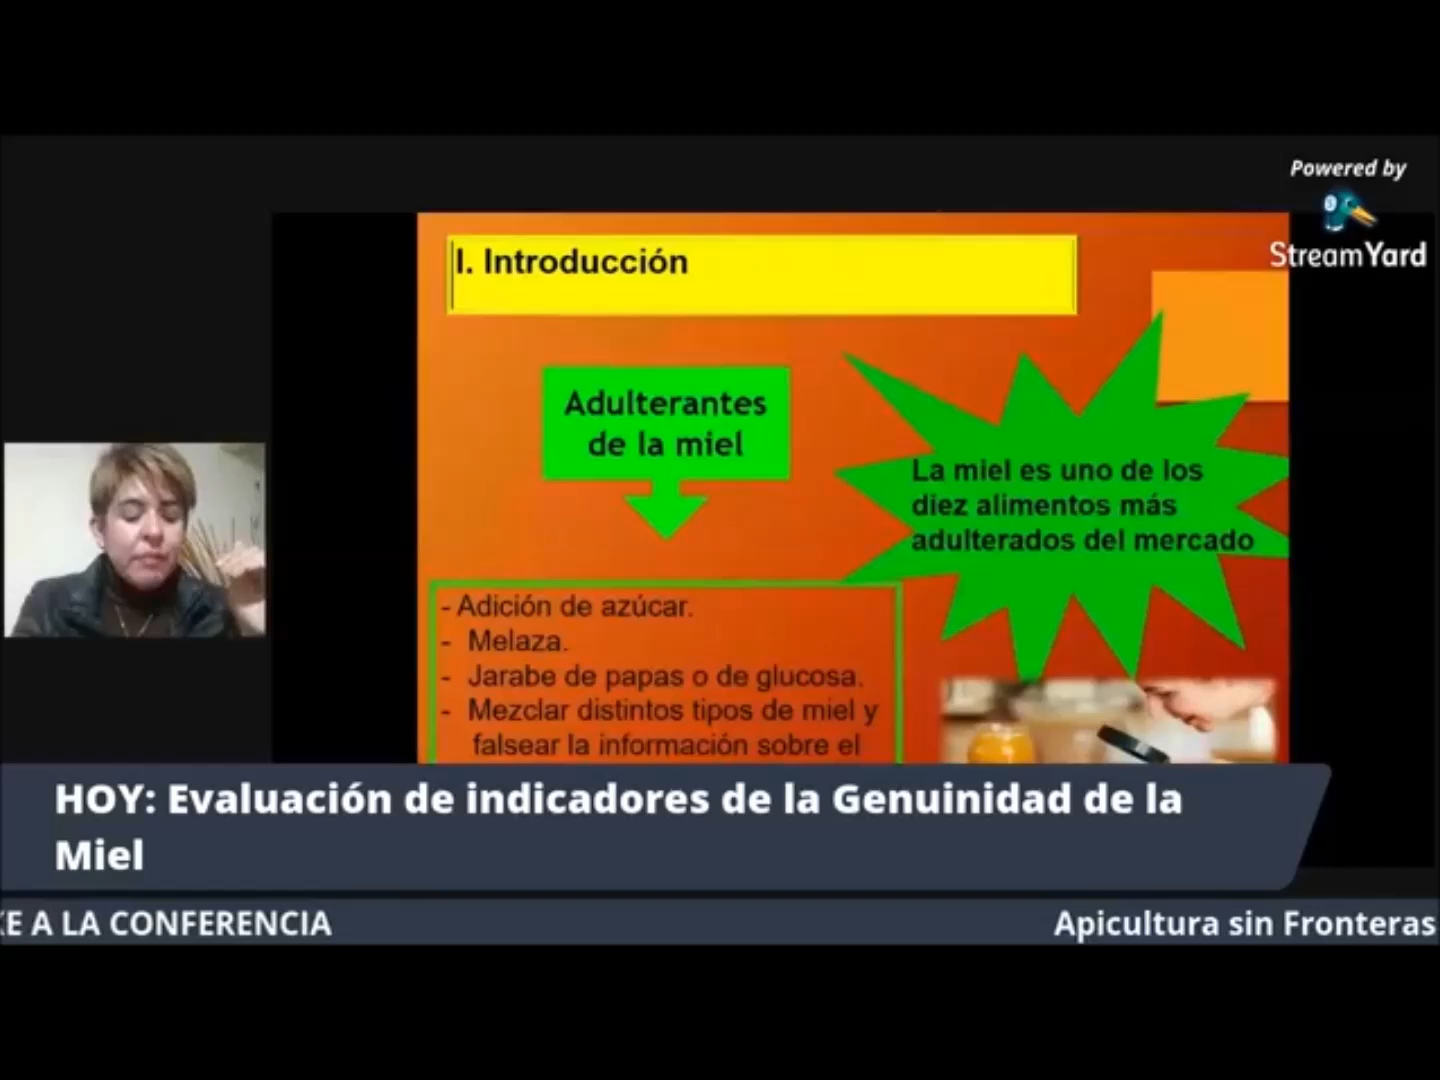 Powered by
StreamYard
I. Introducción
Adulterantes
de la miel
La miel es uno de los
diez alimentos más
adulterados del mercado
- Adición de azúcar.
- Melaza.
- Jarabe de papas o de glucosa.
- Mezclar distintos tipos de miel y
falsear la información sobre el
HOY: Evaluación de indicadores de la Genuinidad de la
Miel
E A LA CONFERENCIA
Apicultura sin Fronteras